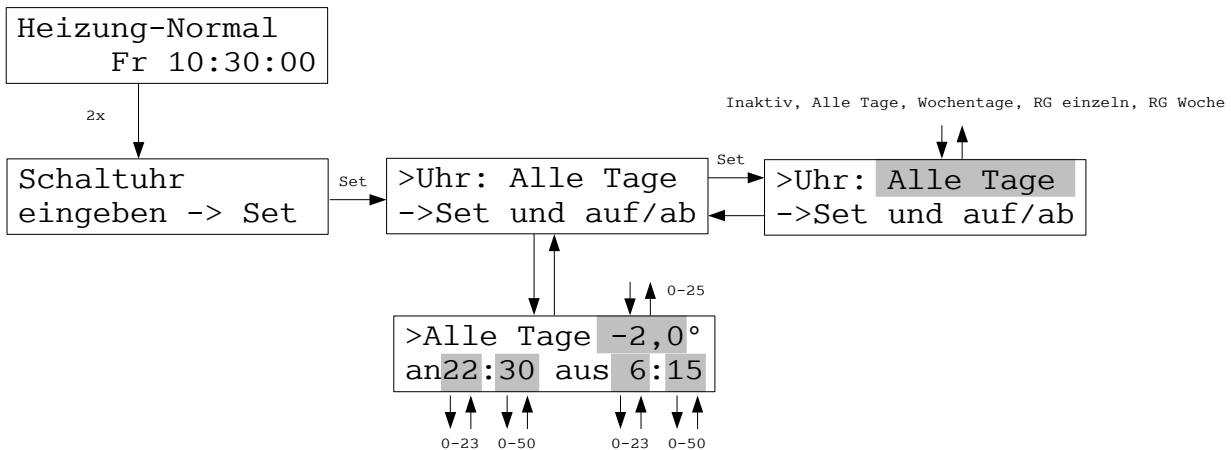 Heizung-Normal
Fr 10:30:00
2x
Inaktiv, Alle Tage, Wochentage, RG einzeln, RG Woche
Schaltuhr
eingeben -> Set
Set
>Uhr: Alle Tage
->Set und auf/ab
Set
>Uhr: Alle Tage
->Set und auf/ab
0-25
>Alle Tage -2,0°
an22:30 aus 6:15
0-23 0-50 0-23 0-50